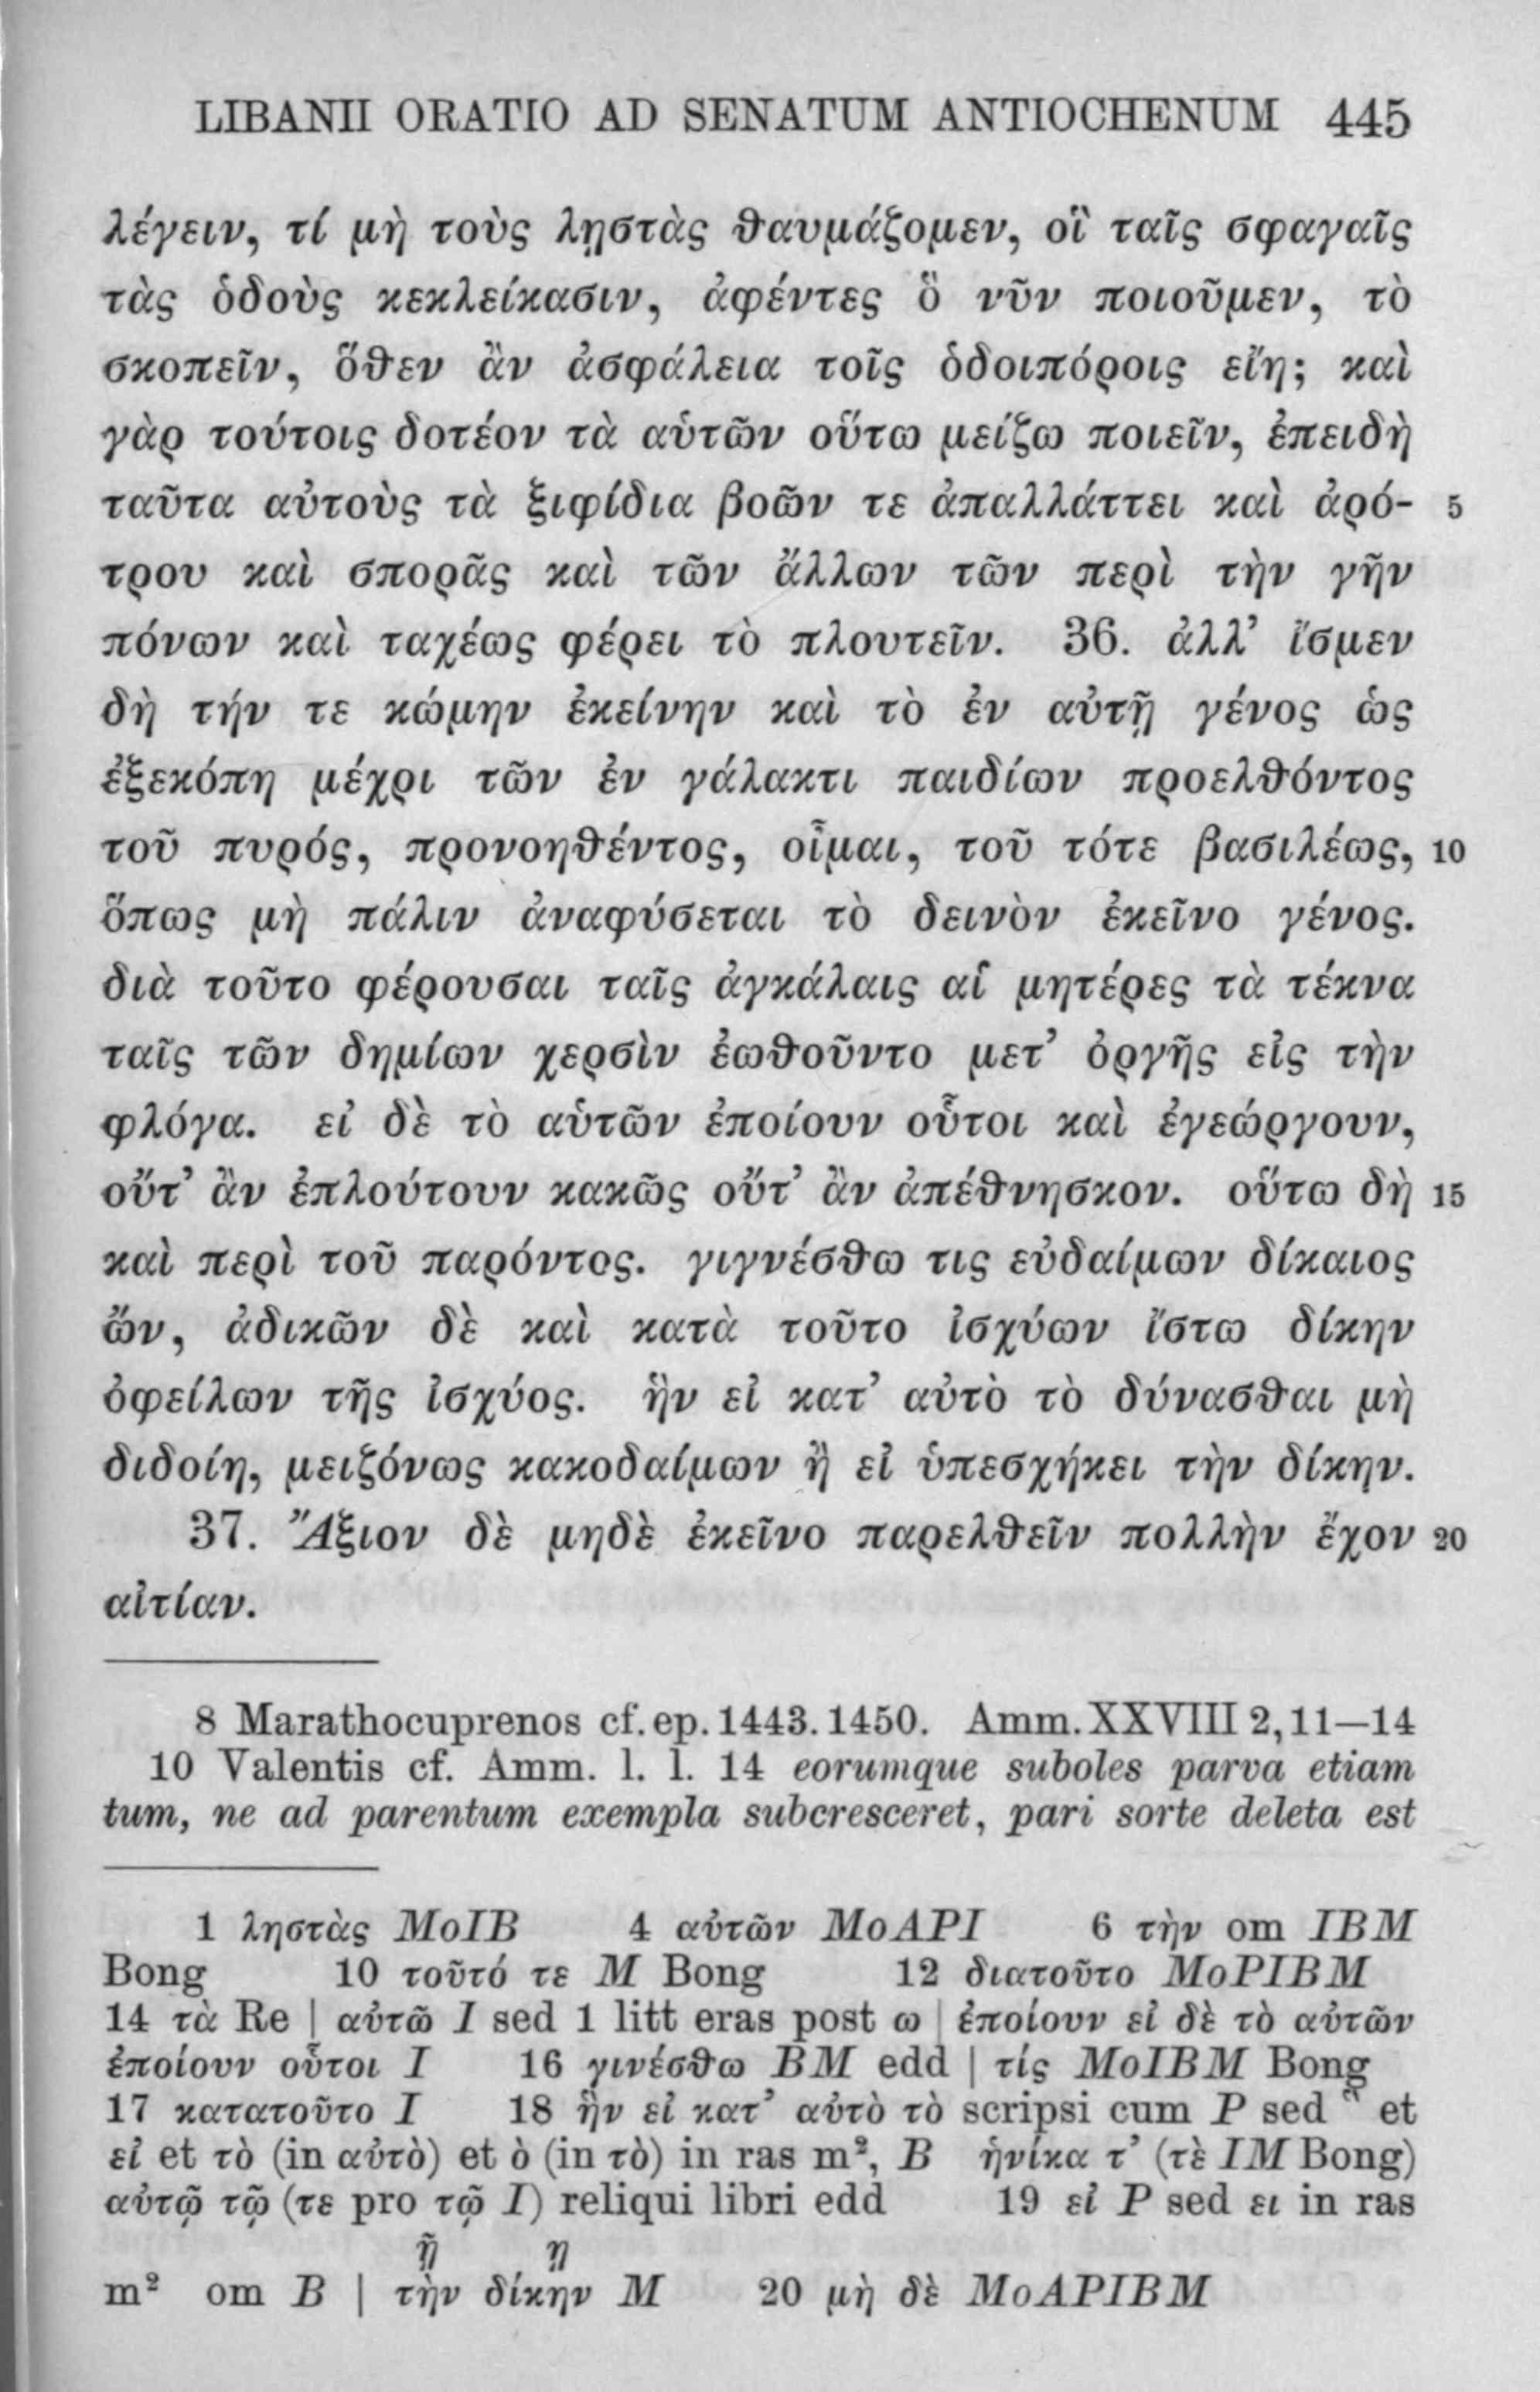 LIBANII ORATIO AD SENATUM ANTIOCHENUM 445
λέγειν, τί μὴ τοὺς λῃστὰς θαυμάζομεν, οἳ ταῖς σφαγαῖς
τὰς ὁδοὺς κεκλείκασιν, ἀφέντες ὃ νῦν ποιοῦμεν, τὸ
σκοπεῖν, ὅθεν ἂν ἀσφάλεια τοῖς ὁδοιπόροις εἴη; καὶ
γὰρ τούτοις δοτέον τὰ αὑτῶν οὕτω μείζω ποιεῖν, ἐπειδὴ
ταῦτα αὐτοὺς τὰ ξιφίδια βοῶν τε ἀπαλλάττει καὶ ἀρό- 5
τρου καὶ σπορᾶς καὶ τῶν ἄλλων τῶν περὶ τὴν γῆν
πόνων καὶ ταχέως φέρει τὸ πλουτεῖν. 36. ἀλλ’ ἴσμεν
δὴ τήν τε κώμην ἐκείνην καὶ τὸ ἐν αὐτῇ γένος ὡς
ἐξεκόπη μέχρι τῶν ἐν γάλακτι παιδίων προελθόντος
τοῦ πυρός, προνοηθέντος, οἶμαι, τοῦ τότε βασιλέως, 10
ὅπως μὴ πάλιν ἀναφύσεται τὸ δεινὸν ἐκεῖνο γένος.
διὰ τοῦτο φέρουσαι ταῖς ἀγκάλαις αἱ μητέρες τὰ τέκνα
ταῖς τῶν δημίων χερσὶν ἐωθοῦντο μετ’ ὀργῆς εἰς τὴν
φλόγα. εἰ δὲ τὸ αὑτῶν ἐποίουν οὗτοι καὶ ἐγεώργουν,
οὔτ’ ἂν ἐπλούτουν κακῶς οὔτ’ ἂν ἀπέθνησκον. οὕτω δὴ 15
καὶ περὶ τοῦ παρόντος. γιγνέσθω τις εὐδαίμων δίκαιος
ὤν, ἀδικῶν δὲ καὶ κατὰ τοῦτο ἰσχύων ἴστω δίκην
ὀφείλων τῆς ἰσχύος. ἣν εἰ κατ’ αὐτὸ τὸ δύνασθαι μὴ
διδοίη, μειζόνως κακοδαίμων ἢ εἰ ὑπεσχήκει τὴν δίκην.
37. Ἄξιον δὲ μηδὲ ἐκεῖνο παρελθεῖν πολλὴν ἔχον 20
αἰτίαν.
8 Marathocuprenos cf. ep. 1443. 1450. Amm. XXVIII 2, 11—14
10 Valentis cf. Amm. l. l. 14 eorumque suboles parva etiam
tum, ne ad parentum exempla subcresceret, pari sorte deleta est
1 ληστὰς MoIB 4 αὐτῶν MoAPI 6 τὴν om IBM
Bong 10 τοῦτό τε M Bong 12 διατοῦτο MoPIBM
14 τὰ Re | αὐτῶ I sed 1 litt eras post ω | ἐποίουν εἰ δὲ τὸ αὐτῶν
ἐποίουν οὗτοι I 16 γινέσθω BM edd | τίς MoIBM Bong
17 κατατοῦτο I 18 ἣν εἰ κατ’ αὐτὸ τὸ scripsi cum P sed ῞ et
εἰ et τὸ (in αὐτὸ) et ὸ (in τὸ) in ras m², B ἡνίκα τ’ (τὲ IM Bong)
αὐτῷ τῷ (τε pro τῷ I) reliqui libri edd 19 εἰ P sed ει in ras
ῆ η
m² om B | τὴν δίκην M 20 μὴ δὲ MoAPIBM